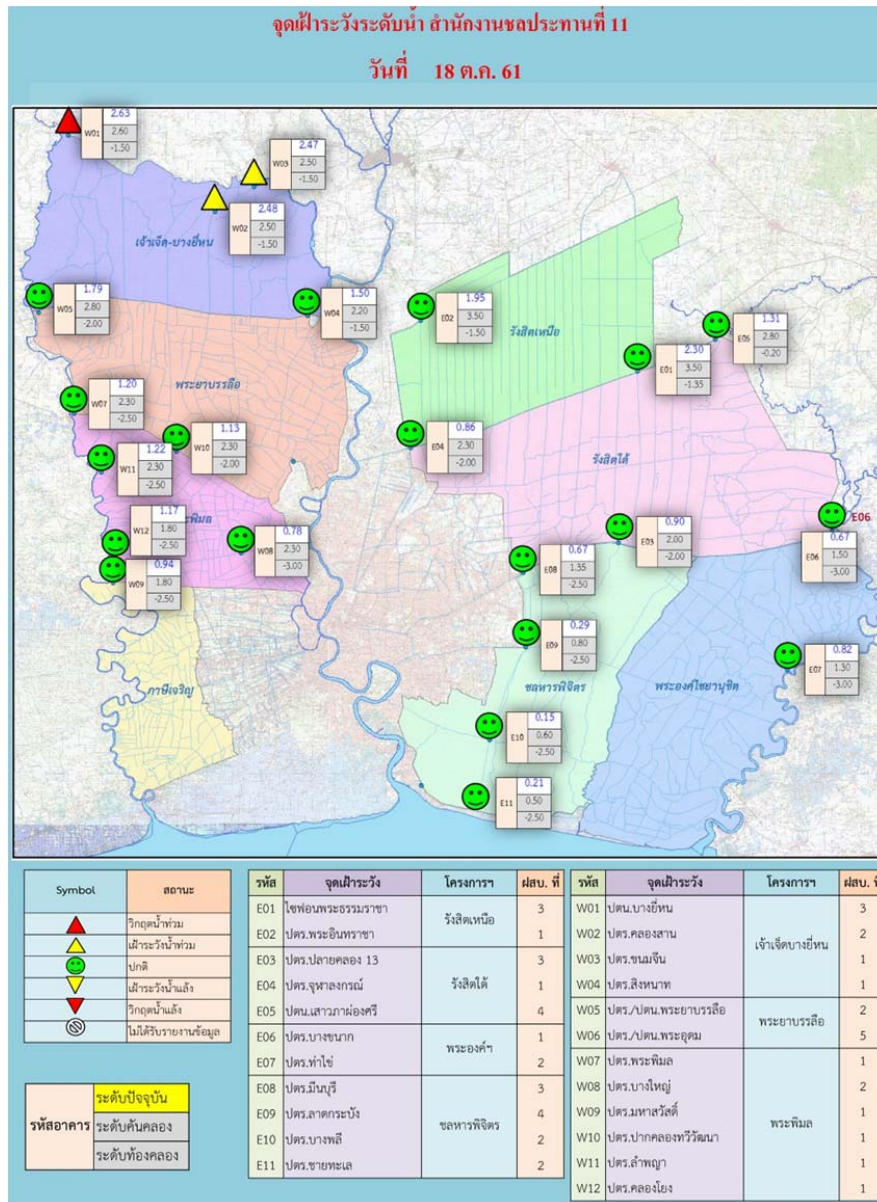 จุดเฝ้าระวังระดับน้ำ สำนักงานชลประทานที่ 11
วันที่ 18 ต.ค. 61
W01 2.63 2.60 -1.50
W03 2.47 2.50 -1.50
W02 2.48 2.50 -1.50
เจ้าเจ็ด-บางยี่หน
W05 1.79 2.80 -2.00
W04 1.50 2.20 -1.50
E02 1.95 3.50 -1.50
E05 1.31 2.80 -0.20
รังสิตเหนือ
E01 2.30 3.50 -1.35
พระยาบรรลือ
W07 1.20 2.30 -2.50
W10 1.13 2.30 -2.00
E04 0.86 2.30 -2.00
รังสิตใต้
W11 1.22 2.30 -2.50
W12 1.17 1.80 -2.50
ะพิมล
W08 0.78 2.30 -3.00
E03 0.90 2.00 -2.00
E06
E06 0.67 1.50 -3.00
W09 0.94 1.80 -2.50
E08 0.67 1.35 -2.50
E09 0.29 0.80 -2.50
E07 0.82 1.30 -3.00
ภาษีเจริญ
ชลหารพิจิตร
พระองค์ไชยานุชิต
E10 0.15 0.60 -2.50
E11 0.21 0.50 -2.50
Symbol สถานะ
วิกฤตน้ำท่วม
เฝ้าระวังน้ำท่วม
ปกติ
เฝ้าระวังน้ำแล้ง
วิกฤตน้ำแล้ง
ไม่ได้รับรายงานข้อมูล
รหัสอาคาร
ระดับปัจจุบัน
ระดับคันคลอง
ระดับท้องคลอง
รหัส จุดเฝ้าระวัง โครงการฯ ฝสบ. ที่
E01 ไซฟอนพระธรรมราชา รังสิตเหนือ 3
E02 ปตร.พระอินทราชา 1
E03 ปตร.ปลายคลอง 13 รังสิตใต้ 3
E04 ปตร.จุฬาลงกรณ์ 1
E05 ปตน.เสาวภาผ่องศรี 4
E06 ปตร.บางขนาก พระองค์ฯ 1
E07 ปตร.ท่าไข่ 2
E08 ปตร.มีนบุรี ชลหารพิจิตร 3
E09 ปตร.ลาดกระบัง 4
E10 ปตร.บางพลี 2
E11 ปตร.ชายทะเล 2
รหัส จุดเฝ้าระวัง โครงการฯ ฝสบ. ที่
W01 ปตน.บางยี่หน เจ้าเจ็ดบางยี่หน 3
W02 ปตร.คลองสาน 2
W03 ปตร.ขนมจีน 1
W04 ปตร.สิงหนาท 1
W05 ปตร./ปตน.พระยาบรรลือ พระยาบรรลือ 2
W06 ปตร./ปตน.พระอุดม 5
W07 ปตร.พระพิมล พระพิมล 1
W08 ปตร.บางใหญ่ 2
W09 ปตร.มหาสวัสดิ์ 1
W10 ปตร.ปากคลองทวีวัฒนา 1
W11 ปตร.ลำพญา 1
W12 ปตร.คลองโยง 1